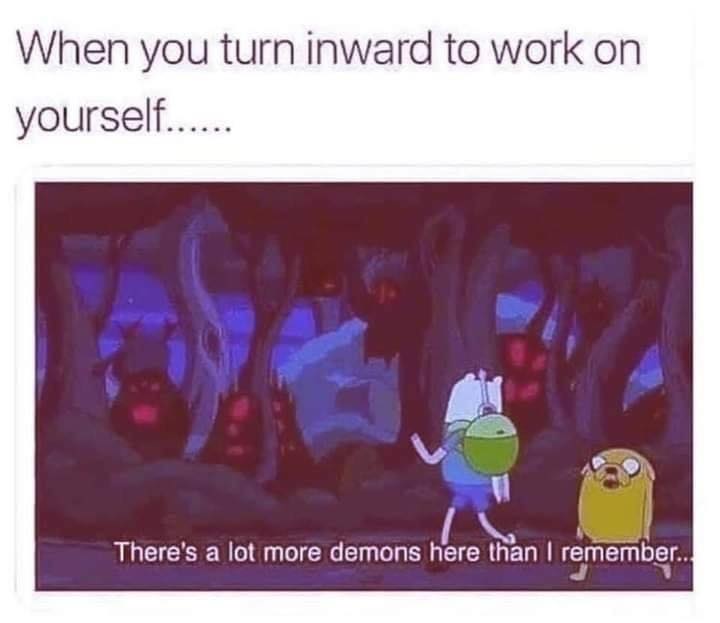 When you turn inward to work on
yourself......
There's a lot more demons here than I remember...